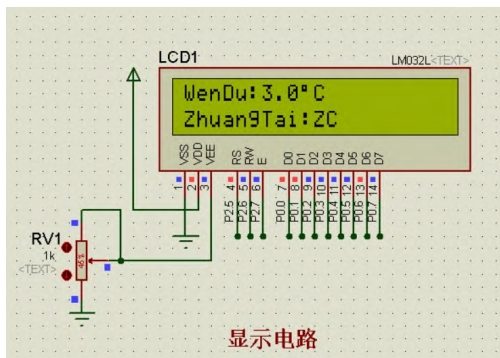 LCD1
LM032L<TEXT>
WenDu:3.0°C
Zhuang Tai:ZC
VSS VDD VEE RS RW E D0 D1 D2 D3 D4 D5 D6 D7
1 2 3 4 5 6 7 8 9 10 11 12 13 14
P2.5 P2.6 P2.7 P0.0 P0.1 P0.2 P0.3 P0.4 P0.5 P0.6 P0.7
RV1
1k
<TEXT>
46%
显示电路